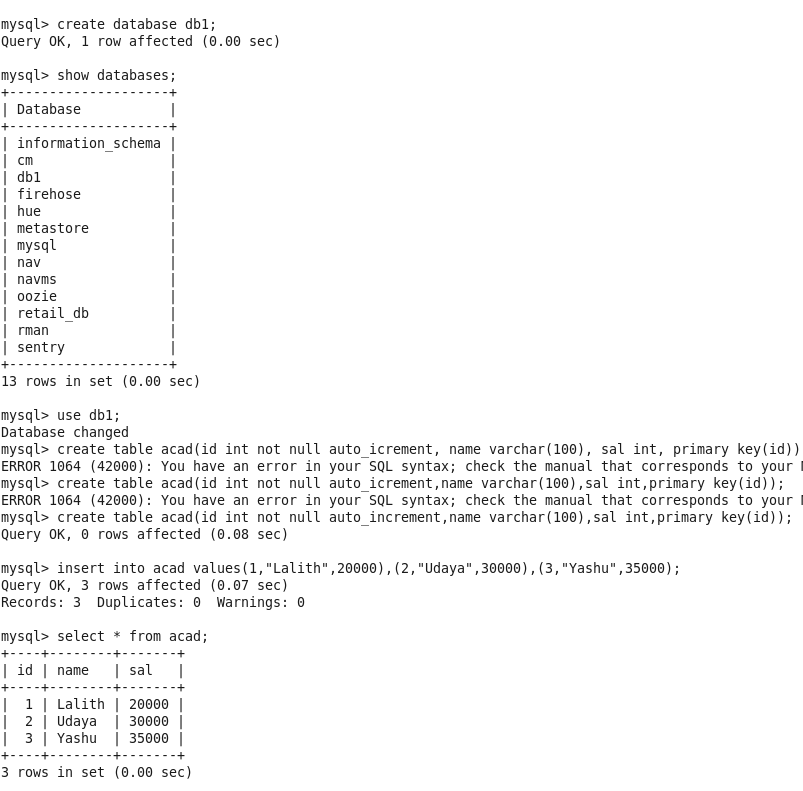 mysql> create database db1;
Query OK, 1 row affected (0.00 sec)

mysql> show databases;
+--------------------+
| Database           |
+--------------------+
| information_schema |
| cm                 |
| db1                |
| firehose           |
| hue                |
| metastore          |
| mysql              |
| nav                |
| navms              |
| oozie              |
| retail_db          |
| rman               |
| sentry             |
+--------------------+
13 rows in set (0.00 sec)

mysql> use db1;
Database changed
mysql> create table acad(id int not null auto_icrement, name varchar(100), sal int, primary key(id))
ERROR 1064 (42000): You have an error in your SQL syntax; check the manual that corresponds to your
mysql> create table acad(id int not null auto_icrement,name varchar(100),sal int,primary key(id));
ERROR 1064 (42000): You have an error in your SQL syntax; check the manual that corresponds to your
mysql> create table acad(id int not null auto_increment,name varchar(100),sal int,primary key(id));
Query OK, 0 rows affected (0.08 sec)

mysql> insert into acad values(1,"Lalith",20000),(2,"Udaya",30000),(3,"Yashu",35000);
Query OK, 3 rows affected (0.07 sec)
Records: 3  Duplicates: 0  Warnings: 0

mysql> select * from acad;
+----+--------+-------+
| id | name   | sal   |
+----+--------+-------+
|  1 | Lalith | 20000 |
|  2 | Udaya  | 30000 |
|  3 | Yashu  | 35000 |
+----+--------+-------+
3 rows in set (0.00 sec)